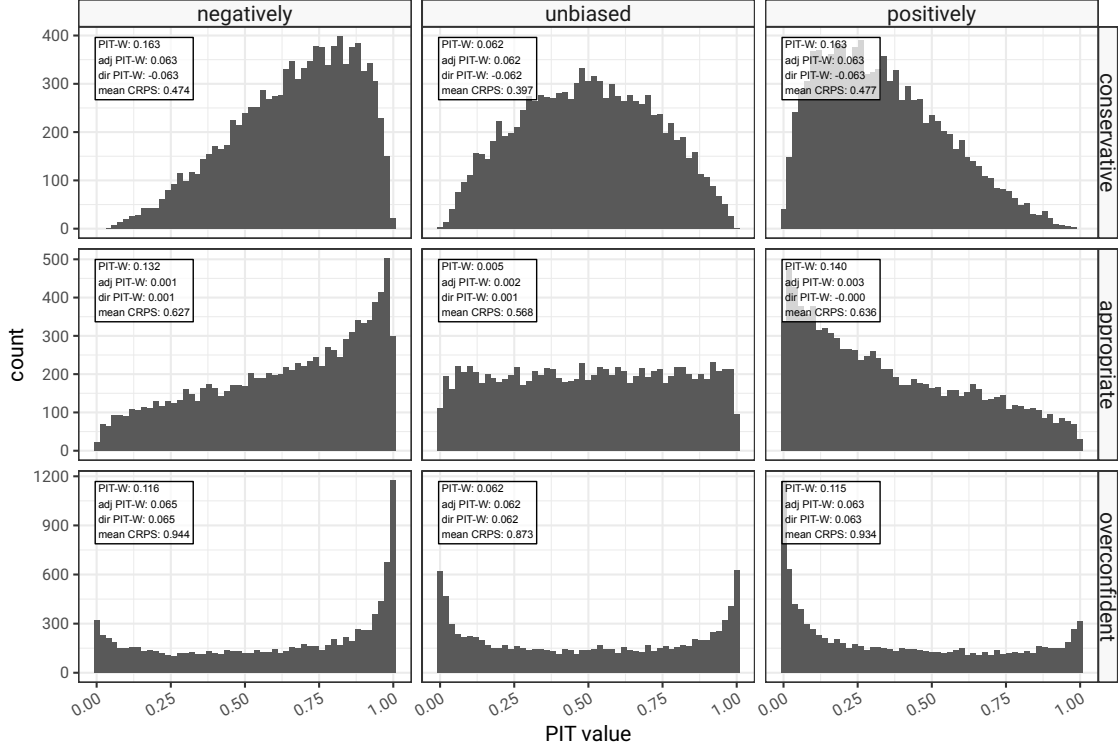 negatively
unbiased
positively
400
300
200
100
0
PIT-W: 0.163
adj PIT-W: 0.063
dir PIT-W: -0.063
mean CRPS: 0.474
PIT-W: 0.062
adj PIT-W: 0.062
dir PIT-W: -0.062
mean CRPS: 0.397
PIT-W: 0.163
adj PIT-W: 0.063
dir PIT-W: -0.063
mean CRPS: 0.477
conservative
count
500
400
300
200
100
0
PIT-W: 0.132
adj PIT-W: 0.001
dir PIT-W: 0.001
mean CRPS: 0.627
PIT-W: 0.005
adj PIT-W: 0.002
dir PIT-W: 0.001
mean CRPS: 0.568
PIT-W: 0.140
adj PIT-W: 0.003
dir PIT-W: -0.000
mean CRPS: 0.636
appropriate
1200
900
600
300
0
PIT-W: 0.116
adj PIT-W: 0.065
dir PIT-W: 0.065
mean CRPS: 0.944
PIT-W: 0.062
adj PIT-W: 0.062
dir PIT-W: 0.062
mean CRPS: 0.873
PIT-W: 0.115
adj PIT-W: 0.063
dir PIT-W: 0.063
mean CRPS: 0.934
overconfident
0.00 0.25 0.50 0.75 1.00
0.00 0.25 0.50 0.75 1.00
0.00 0.25 0.50 0.75 1.00
PIT value